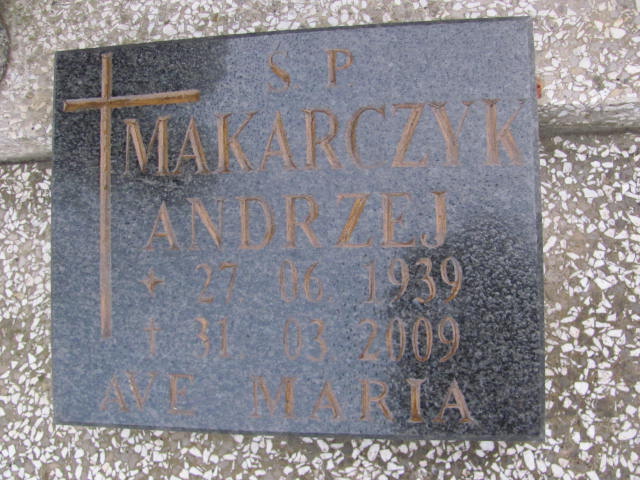 Ś P
MAKARCZYK
ANDRZEJ
* 27. 06. 1939
† 31. 03. 2009
AVE MARIA